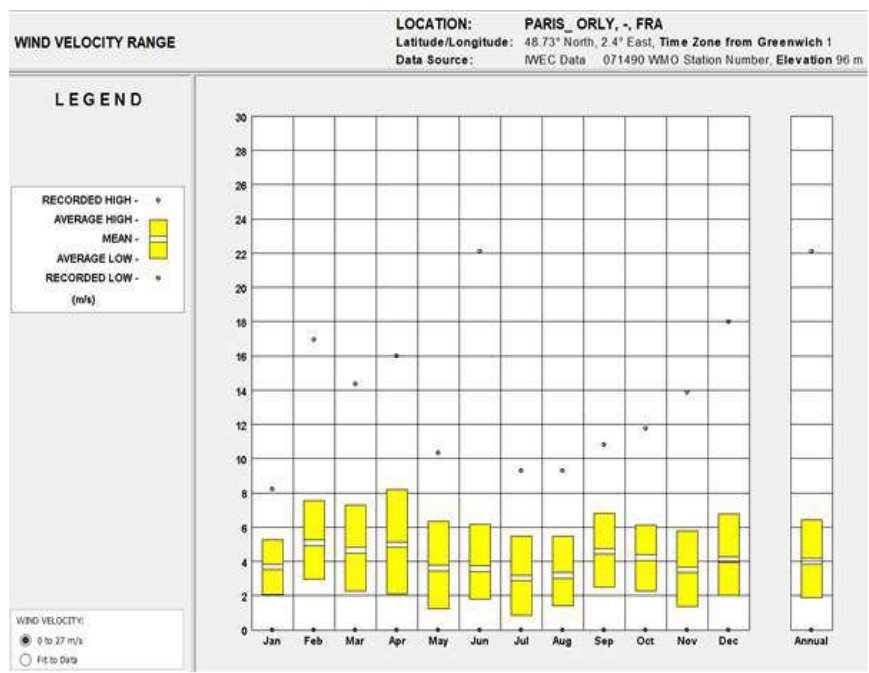 WIND VELOCITY RANGE
LOCATION: PARIS_ ORLY, -, FRA
Latitude/Longitude: 48.73° North, 2.4° East, Time Zone from Greenwich 1
Data Source: IWEC Data 071490 WMO Station Number, Elevation 96 m
LEGEND
RECORDED HIGH -
AVERAGE HIGH -
MEAN -
AVERAGE LOW -
RECORDED LOW -
(m/s)
WIND VELOCITY:
0 to 27 m/s
Fit to Data
30
28
26
24
22
20
18
16
14
12
10
8
6
4
2
0
Jan Feb Mar Apr May Jun Jul Aug Sep Oct Nov Dec Annual